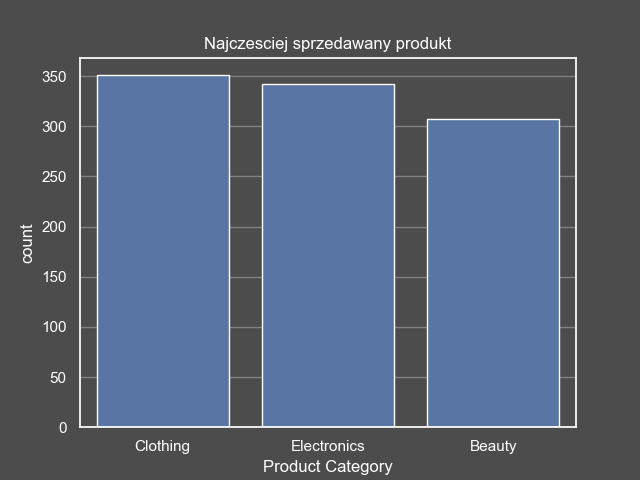 Najczesciej sprzedawany produkt
350
300
250
200
150
100
50
0
count
Clothing Electronics Beauty
Product Category